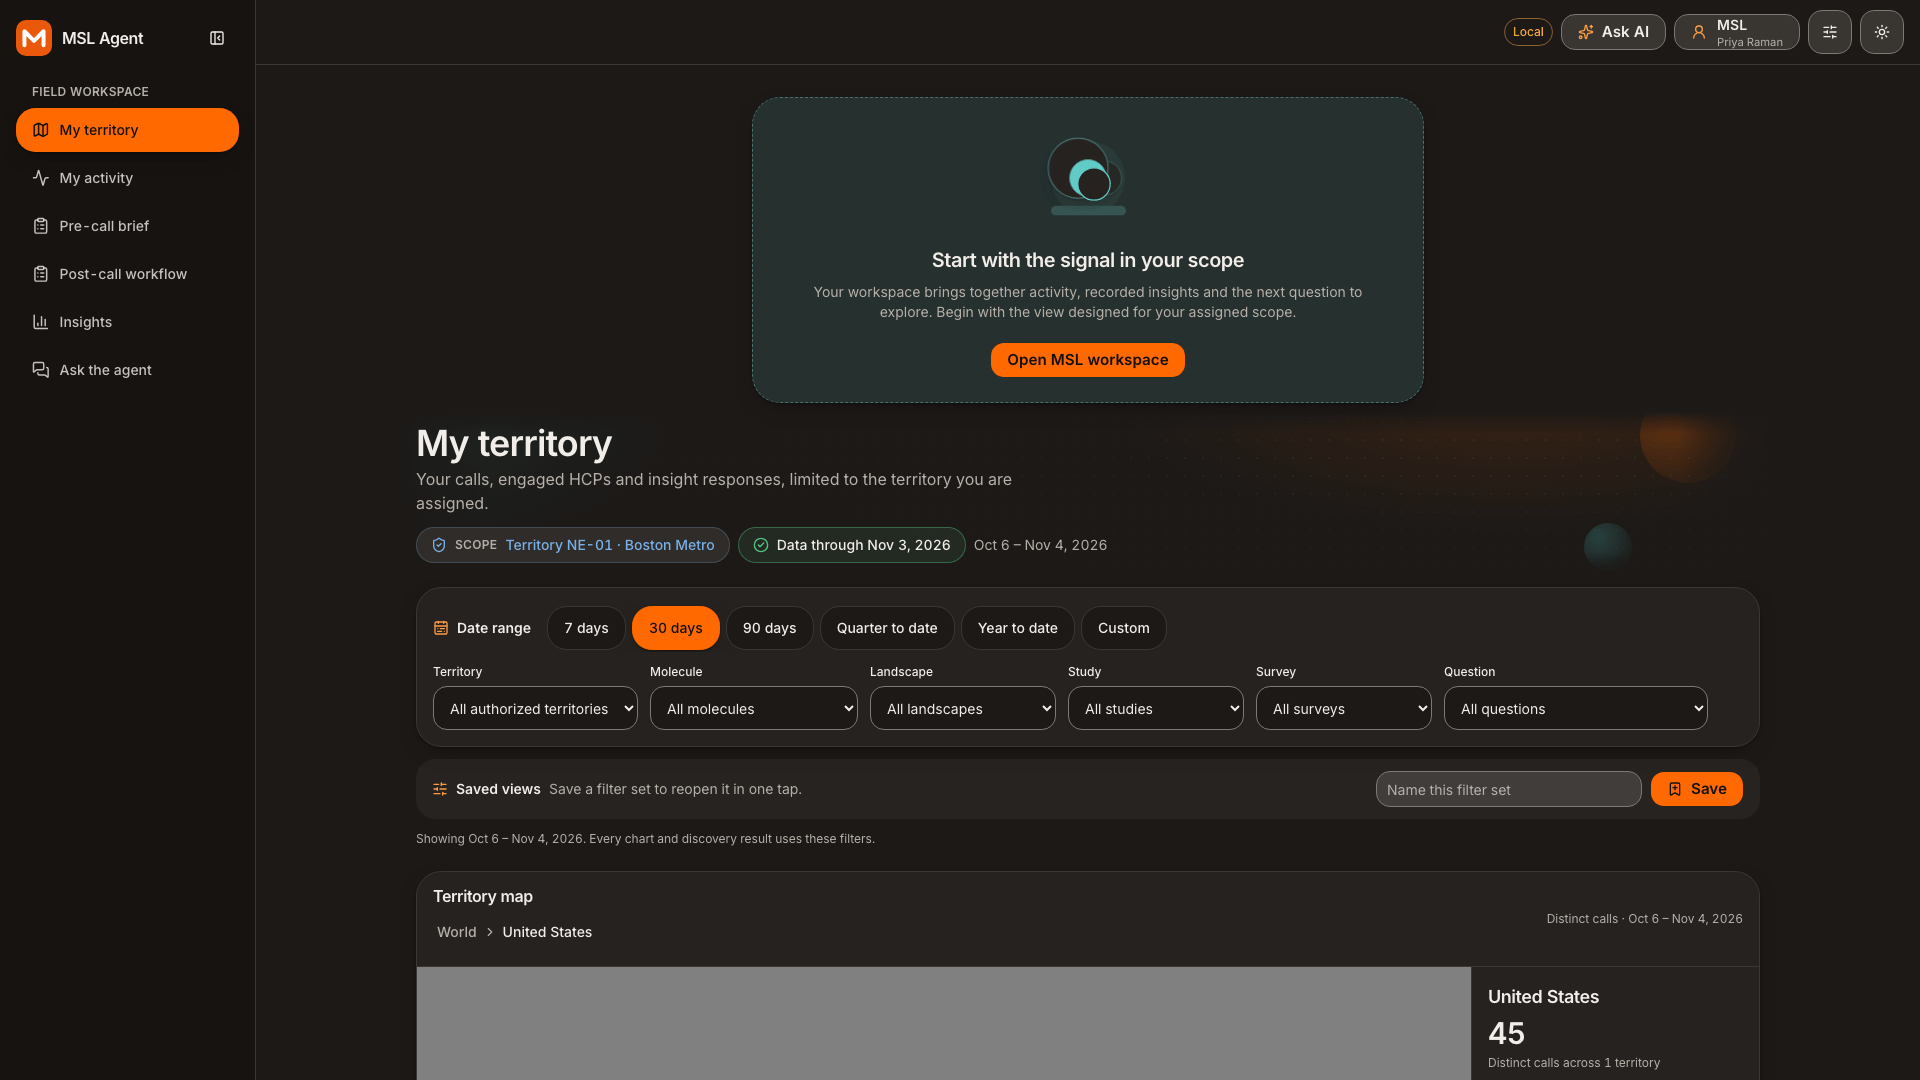 MSL Agent
Local
Ask AI
MSL
Priya Raman
FIELD WORKSPACE
My territory
My activity
Pre-call brief
Post-call workflow
Insights
Ask the agent
Start with the signal in your scope
Your workspace brings together activity, recorded insights and the next question to
explore. Begin with the view designed for your assigned scope.
Open MSL workspace
My territory
Your calls, engaged HCPs and insight responses, limited to the territory you are
assigned.
SCOPE Territory NE-01 · Boston Metro
Data through Nov 3, 2026
Oct 6 – Nov 4, 2026
Date range
7 days
30 days
90 days
Quarter to date
Year to date
Custom
Territory
Molecule
Landscape
Study
Survey
Question
All authorized territories
All molecules
All landscapes
All studies
All surveys
All questions
Saved views
Save a filter set to reopen it in one tap.
Name this filter set
Save
Showing Oct 6 – Nov 4, 2026. Every chart and discovery result uses these filters.
Territory map
World > United States
Distinct calls · Oct 6 – Nov 4, 2026
United States
45
Distinct calls across 1 territory